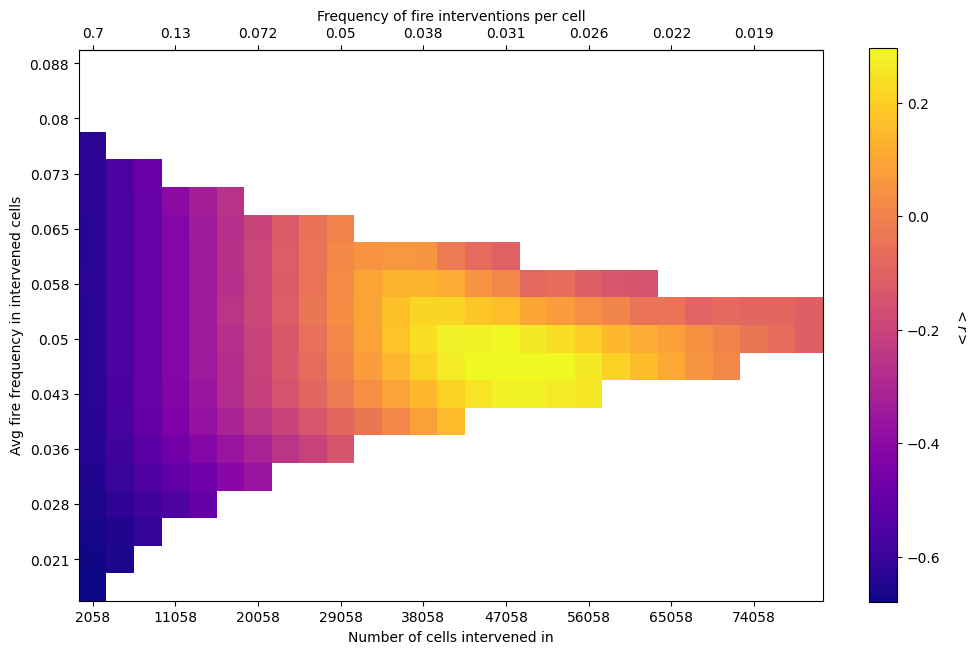 Frequency of fire interventions per cell
0.7 0.13 0.072 0.05 0.038 0.031 0.026 0.022 0.019
0.088
0.08
0.073
0.065
0.058
0.05
0.043
0.036
0.028
0.021
Avg fire frequency in intervened cells
2058 11058 20058 29058 38058 47058 56058 65058 74058
Number of cells intervened in
0.2
0.0
−0.2
−0.4
−0.6
< r >